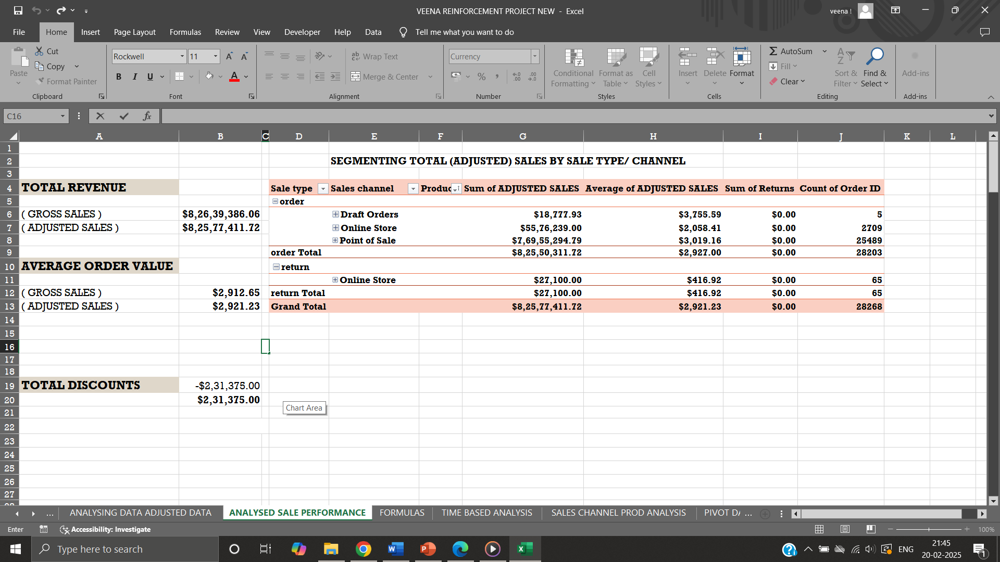 VEENA REINFORCEMENT PROJECT NEW - Excel
veena !
File Home Insert Page Layout Formulas Review View Developer Help Data Tell me what you want to do
Paste
Cut
Copy
Format Painter
Clipboard
Rockwell 11
B I U
Font
Wrap Text
Merge & Center
Alignment
Currency
Number
Conditional Formatting
Format as Table
Cell Styles
Styles
Insert Delete Format
Cells
AutoSum
Fill
Clear
Sort & Filter
Find & Select
Editing
Add-ins
Add-ins
C16
fx
A B C D E F G H I J K L
1
2 SEGMENTING TOTAL (ADJUSTED) SALES BY SALE TYPE/ CHANNEL
3
4 TOTAL REVENUE Sale type Sales channel Produc Sum of ADJUSTED SALES Average of ADJUSTED SALES Sum of Returns Count of Order ID
5 order
6 ( GROSS SALES ) $8,26,39,386.06 Draft Orders $18,777.93 $3,755.59 $0.00 5
7 ( ADJUSTED SALES ) $8,25,77,411.72 Online Store $55,76,239.00 $2,058.41 $0.00 2709
8 Point of Sale $7,69,55,294.79 $3,019.16 $0.00 25489
9 order Total $8,25,50,311.72 $2,927.00 $0.00 28203
10 AVERAGE ORDER VALUE return
11 Online Store $27,100.00 $416.92 $0.00 65
12 ( GROSS SALES ) $2,912.65 return Total $27,100.00 $416.92 $0.00 65
13 ( ADJUSTED SALES ) $2,921.23 Grand Total $8,25,77,411.72 $2,921.23 $0.00 28268
14
15
16
17
18
19 TOTAL DISCOUNTS -$2,31,375.00
20 $2,31,375.00
Chart Area
21
22
23
24
25
26
27
... ANALYSING DATA ADJUSTED DATA ANALYSED SALE PERFORMANCE FORMULAS TIME BASED ANALYSIS SALES CHANNEL PROD ANALYSIS PIVOT DA ...
Enter Accessibility: Investigate 100%
Type here to search
ENG
21:45
20-02-2025
1